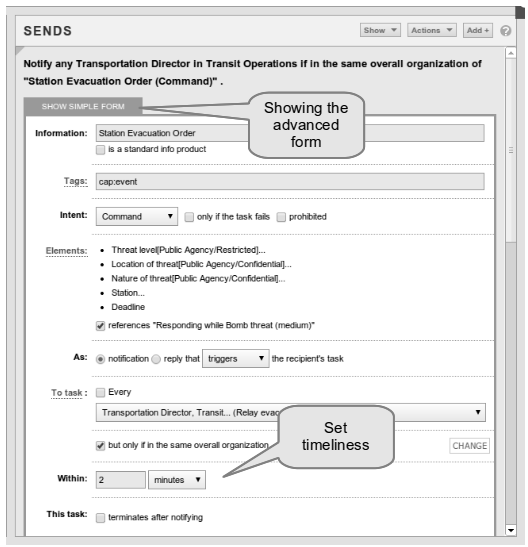 SENDS
Show ▼ Actions ▼ Add + ?
Notify any Transportation Director in Transit Operations if in the same overall organization of
"Station Evacuation Order (Command)" .
SHOW SIMPLE FORM
Showing the
advanced
form
Information: Station Evacuation Order
is a standard info product
Tags: cap:event
Intent: Command ▼ only if the task fails prohibited
Elements: • Threat level[Public Agency/Restricted]...
• Location of threat[Public Agency/Confidential]...
• Nature of threat[Public Agency/Confidential]...
• Station...
• Deadline
references "Responding while Bomb threat (medium)"
As: notification reply that triggers ▼ the recipient's task
To task : Every
Transportation Director, Transit... (Relay evac
Set
timeliness
but only if in the same overall organization
CHANGE
Within: 2 minutes ▼
This task: terminates after notifying